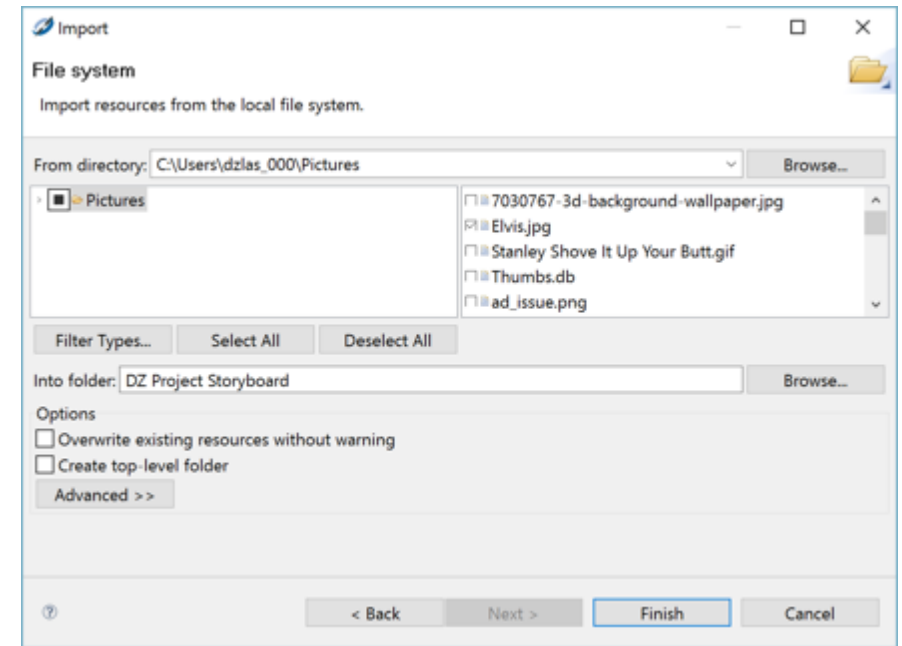 Import
File system
Import resources from the local file system.
From directory: C:\Users\dzlas_000\Pictures Browse...
Pictures
7030767-3d-background-wallpaper.jpg
Elvis.jpg
Stanley Shove It Up Your Butt.gif
Thumbs.db
ad_issue.png
Filter Types... Select All Deselect All
Into folder: DZ Project Storyboard Browse...
Options
Overwrite existing resources without warning
Create top-level folder
Advanced >>
? < Back Next > Finish Cancel